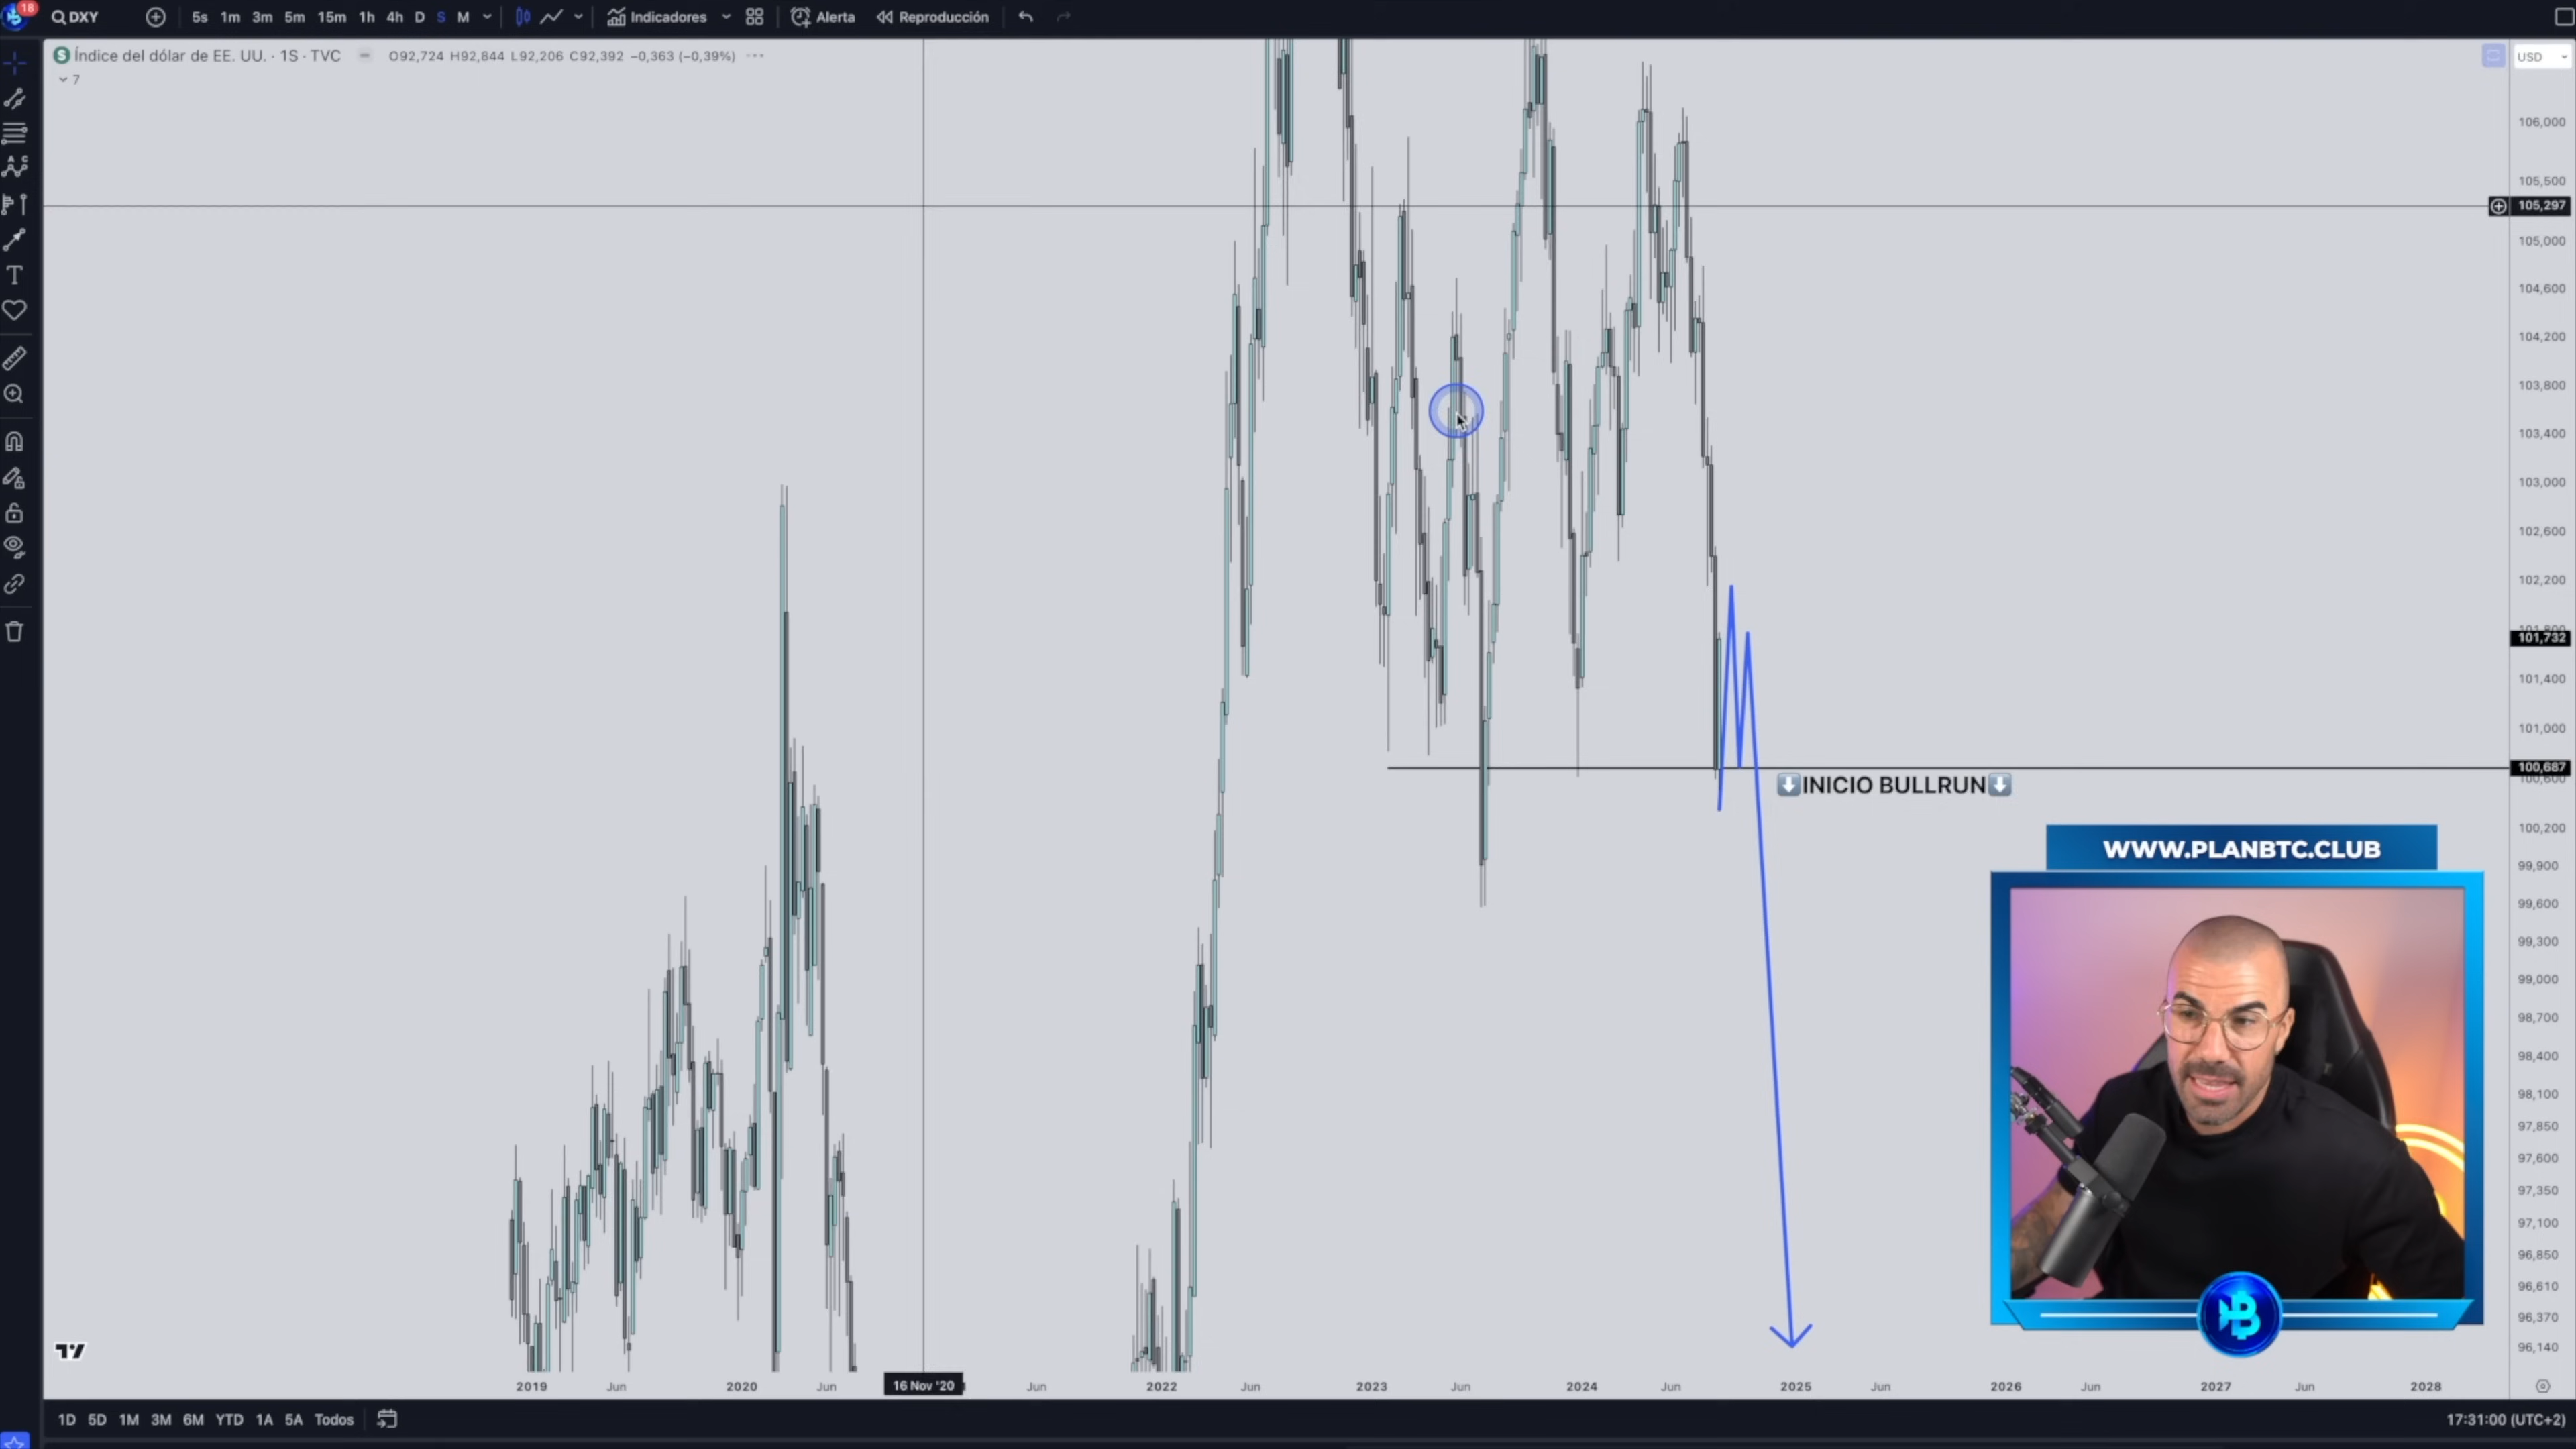 18
DXY
5s 1m 3m 5m 15m 1h 4h D S M
Indicadores
Alerta
Reproducción
Índice del dólar de EE. UU. · 1S · TVC
O92,724 H92,844 L92,206 C92,392 −0,363 (−0,39%)
7
USD
106,000
105,500
105,297
105,000
104,600
104,200
103,800
103,400
103,000
102,600
102,200
101,732
101,400
101,000
100,687
⬇️INICIO BULLRUN⬇️
100,200
99,900
99,600
99,300
99,000
98,700
98,400
98,100
97,850
97,600
97,350
97,100
96,850
96,610
96,370
96,140
WWW.PLANBTC.CLUB
2019 Jun 2020 Jun 16 Nov '20 Jun 2022 Jun 2023 Jun 2024 Jun 2025 Jun 2026 Jun 2027 Jun 2028
1D 5D 1M 3M 6M YTD 1A 5A Todos
17:31:00 (UTC+2)